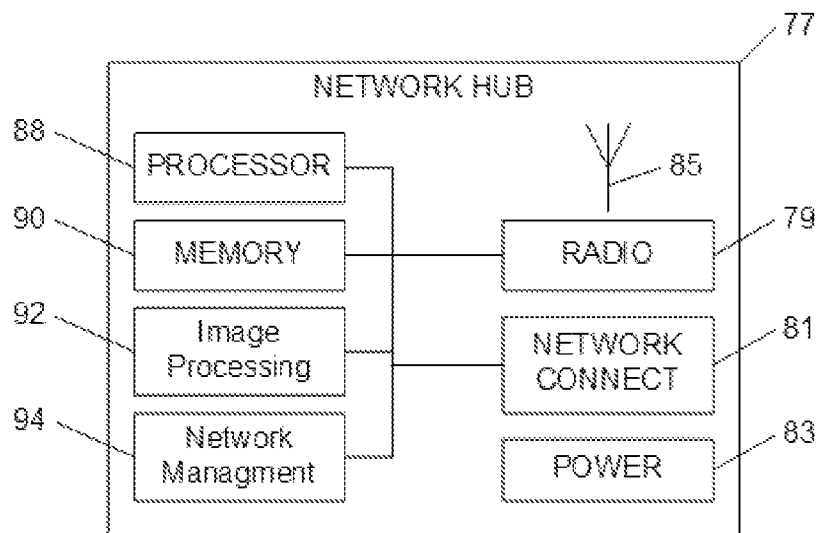 77
NETWORK HUB
88
PROCESSOR
85
90
MEMORY
RADIO
79
92
Image
Processing
NETWORK
CONNECT
81
94
Network
Managment
POWER
83